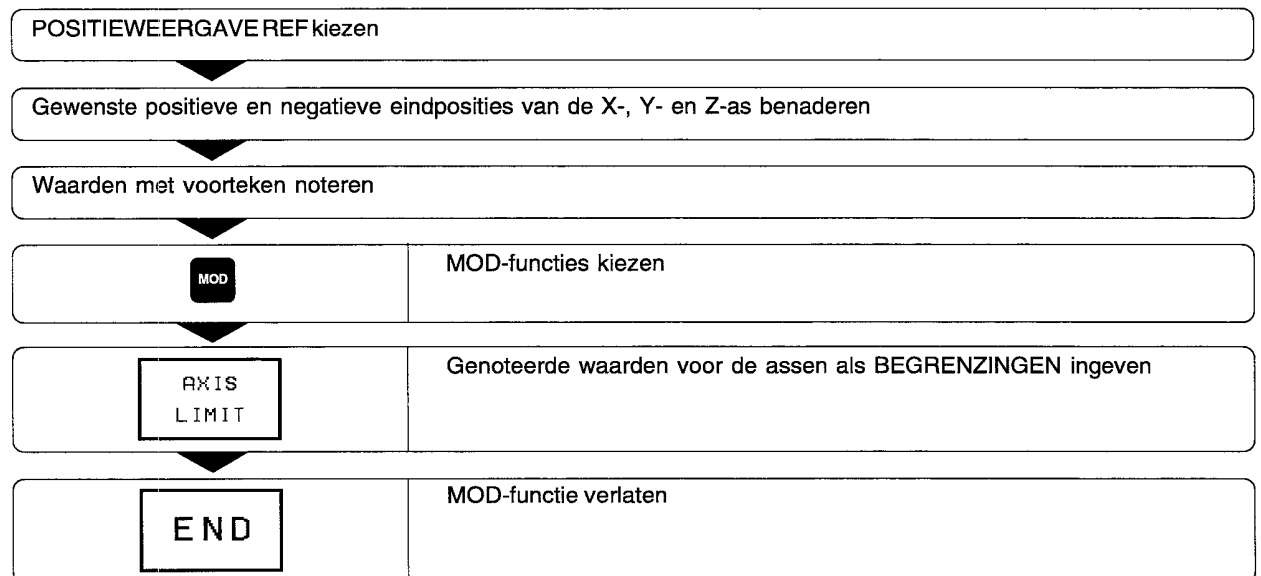 POSITIEWEERGAVE REF kiezen
Gewenste positieve en negatieve eindposities van de X-, Y- en Z-as benaderen
Waarden met voorteken noteren
MOD
MOD-functies kiezen
AXIS
LIMIT
Genoteerde waarden voor de assen als BEGRENZINGEN ingeven
END
MOD-functie verlaten